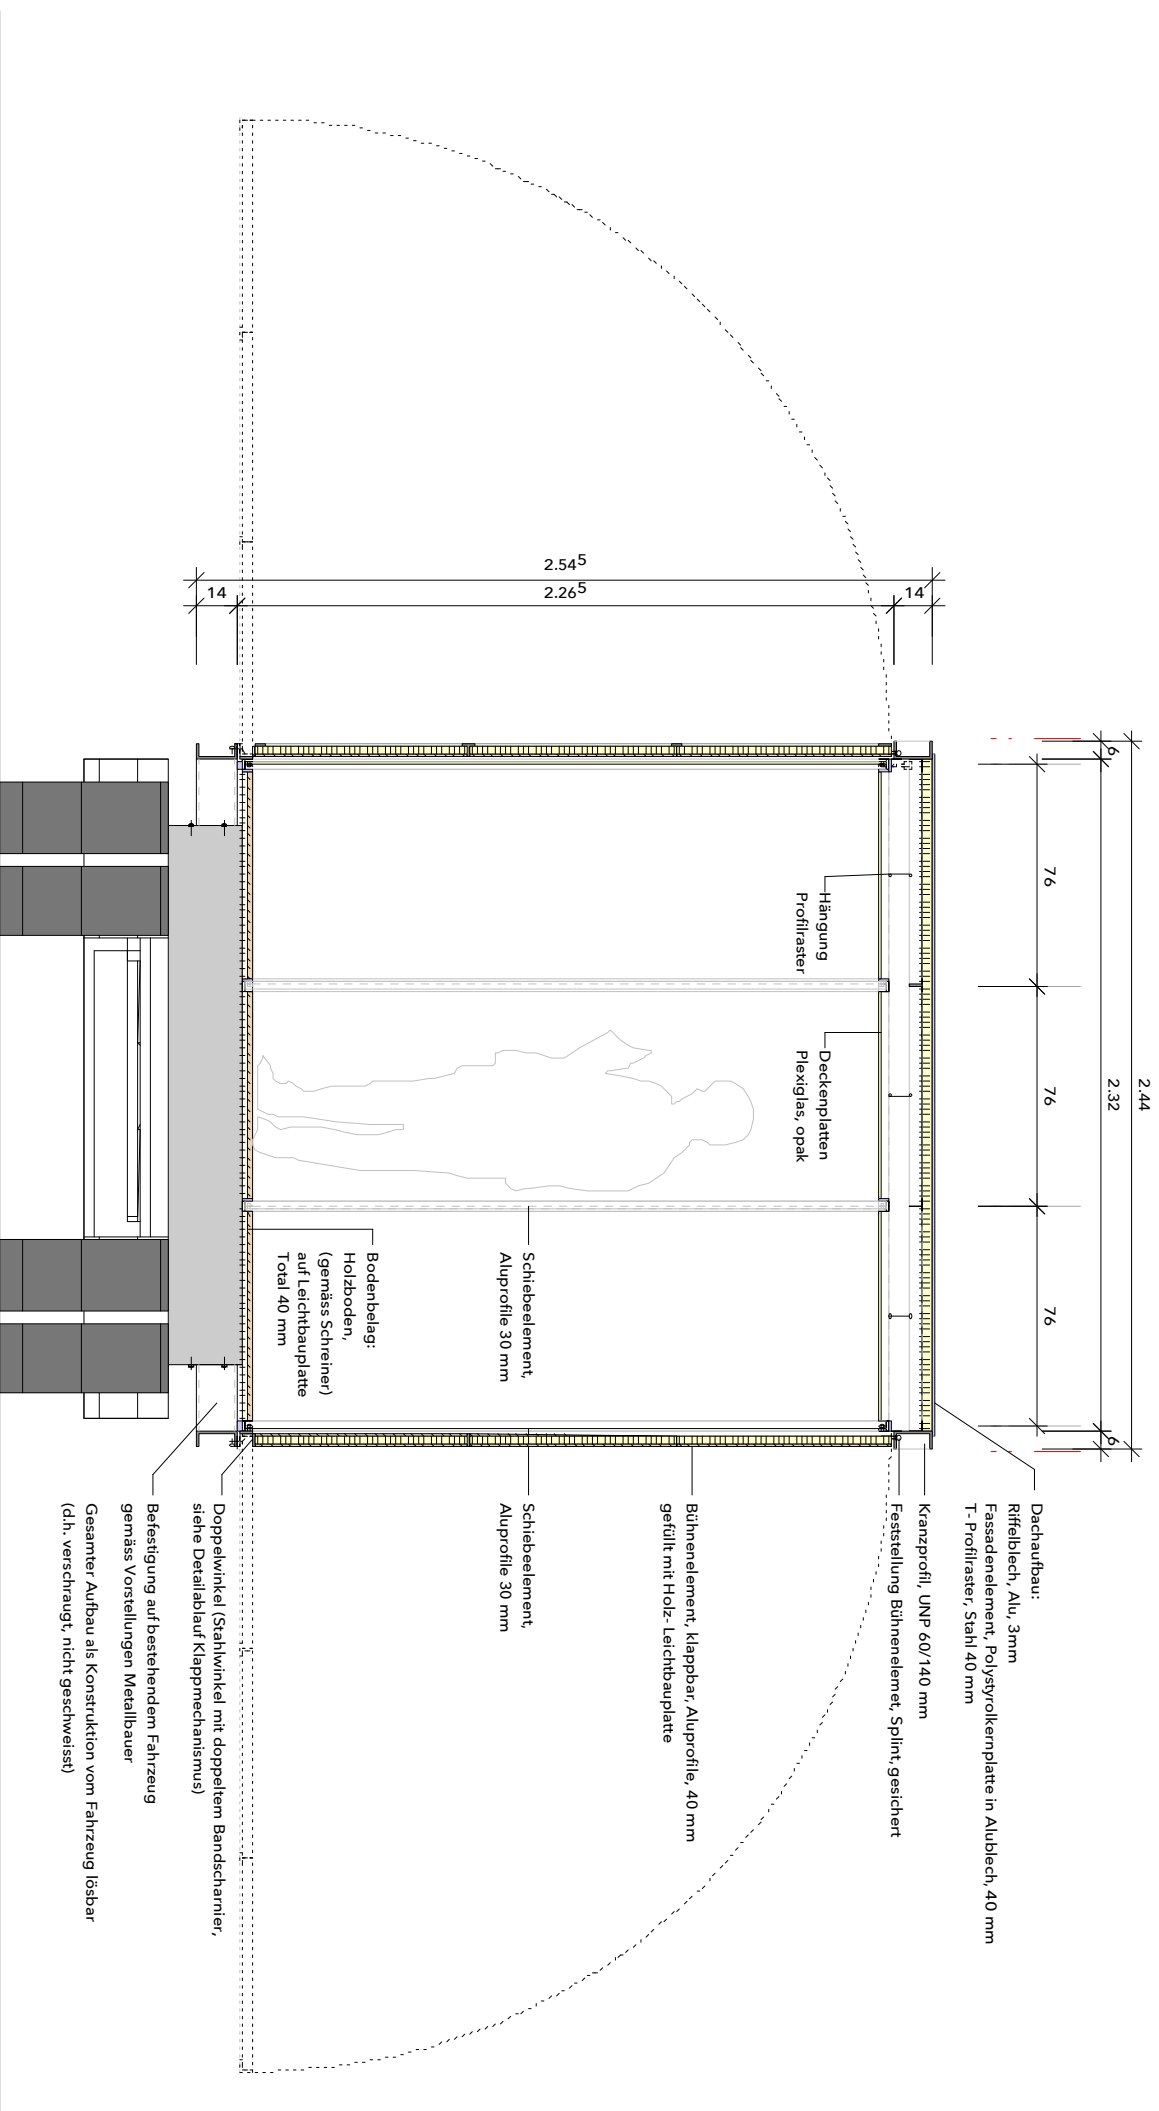 2.44
2.32
6
6
76
76
76
2.54⁵
14
2.26⁵
14
Hängung
Profilraster
Deckenplatten
Plexiglas, opak
Schiebeelement,
Aluprofile 30 mm
Bodenbelag:
Holzboden,
(gemäss Schreiner)
auf Leichtbauplatte
Total 40 mm
Dachaufbau:
Riffelblech, Alu, 3mm
Fassadenelement, Polystyrolkernplatte in Alublech, 40 mm
T- Profilraster, Stahl 40 mm
Kranzprofil, UNP 60/140 mm
Feststellung Bühnenelemet, Splint gesichert
Bühnenelement, klappbar, Aluprofile, 40 mm
gefüllt mit Holz- Leichtbauplatte
Schiebeelement,
Aluprofile 30 mm
Doppelwinkel (Stahlwinkel mit doppeltem Bandscharnier,
siehe Detailablauf Klappmechanismus)
Befestigung auf bestehendem Fahrzeug
gemäss Vorstellungen Metallbauer
Gesamter Aufbau als Konstruktion vom Fahrzeug lösbar
(d.h. verschraugt, nicht geschweisst)